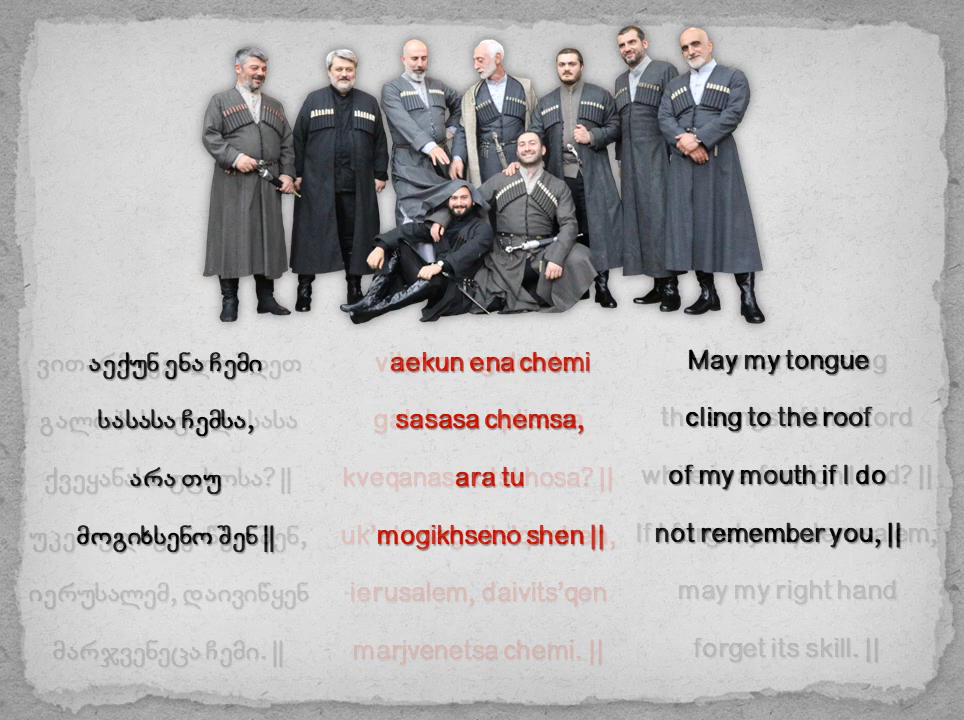 აექუნ ენა ჩემი
სასასა ჩემსა,
არა თუ
მოგიხსენო შენ ||
იერუსალემ, დაივიწყენ
მარჯვენეცა ჩემი. ||
aekun ena chemi
sasasa chemsa,
ara tu
mogikhseno shen ||
ierusalem, daivits'qen
marjvenetsa chemi. ||
May my tongue
cling to the roof
of my mouth if I do
not remember you, ||
may my right hand
forget its skill. ||